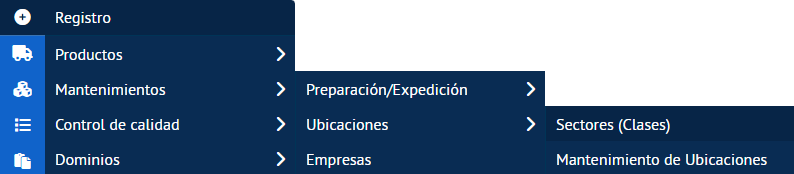 Registro
Productos
Mantenimientos
Control de calidad
Dominios
Preparación/Expedición
Ubicaciones
Empresas
Sectores (Clases)
Mantenimiento de Ubicaciones